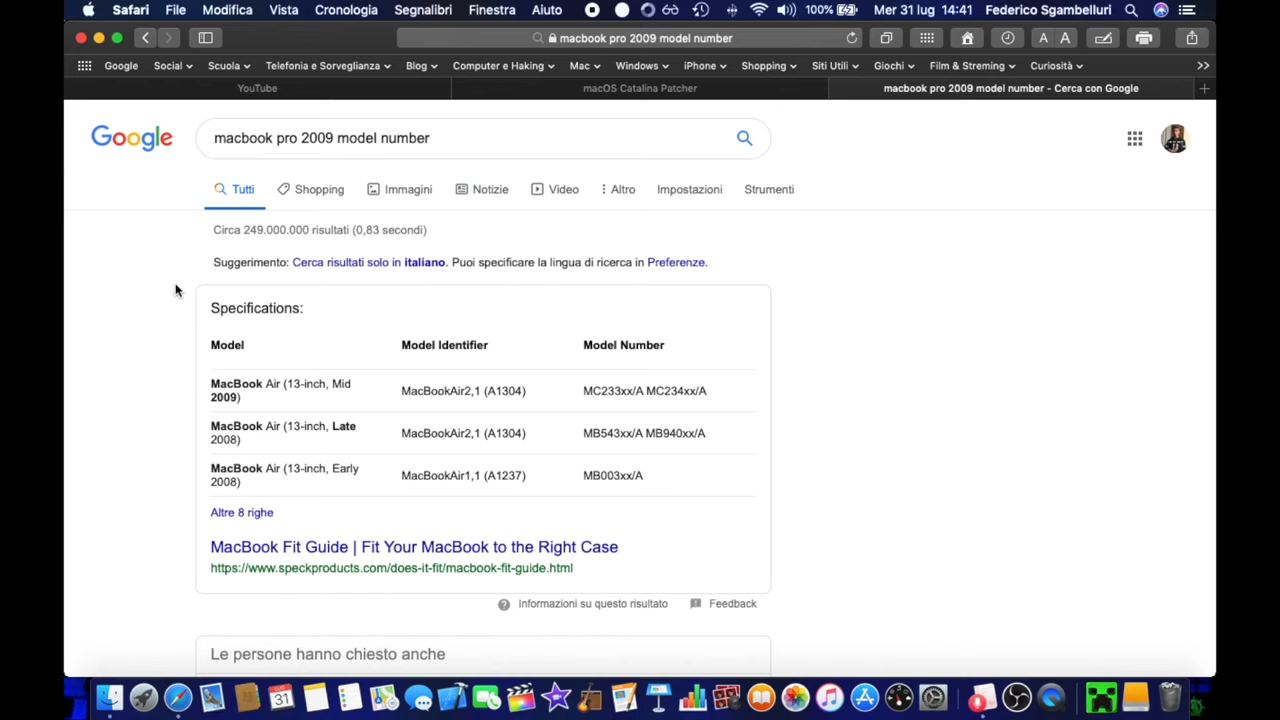 Safari File Modifica Vista Cronologia Segnalibri Finestra Aiuto 100% Mer 31 lug 14:41 Federico Sgambelluri
macbook pro 2009 model number A A
Google Social Scuola Telefonia e Sorveglianza Blog Computer e Haking Mac Windows iPhone Shopping Siti Utili Giochi Film & Streming Curiosità >>
YouTube macOS Catalina Patcher macbook pro 2009 model number - Cerca con Google +
Google macbook pro 2009 model number
Tutti Shopping Immagini Notizie Video Altro Impostazioni Strumenti
Circa 249.000.000 risultati (0,83 secondi)
Suggerimento: Cerca risultati solo in italiano. Puoi specificare la lingua di ricerca in Preferenze.
Specifications:
Model Model Identifier Model Number
MacBook Air (13-inch, Mid
2009) MacBookAir2,1 (A1304) MC233xx/A MC234xx/A
MacBook Air (13-inch, Late
2008) MacBookAir2,1 (A1304) MB543xx/A MB940xx/A
MacBook Air (13-inch, Early
2008) MacBookAir1,1 (A1237) MB003xx/A
Altre 8 righe
MacBook Fit Guide | Fit Your MacBook to the Right Case
https://www.speckproducts.com/does-it-fit/macbook-fit-guide.html
Informazioni su questo risultato Feedback
Le persone hanno chiesto anche
31